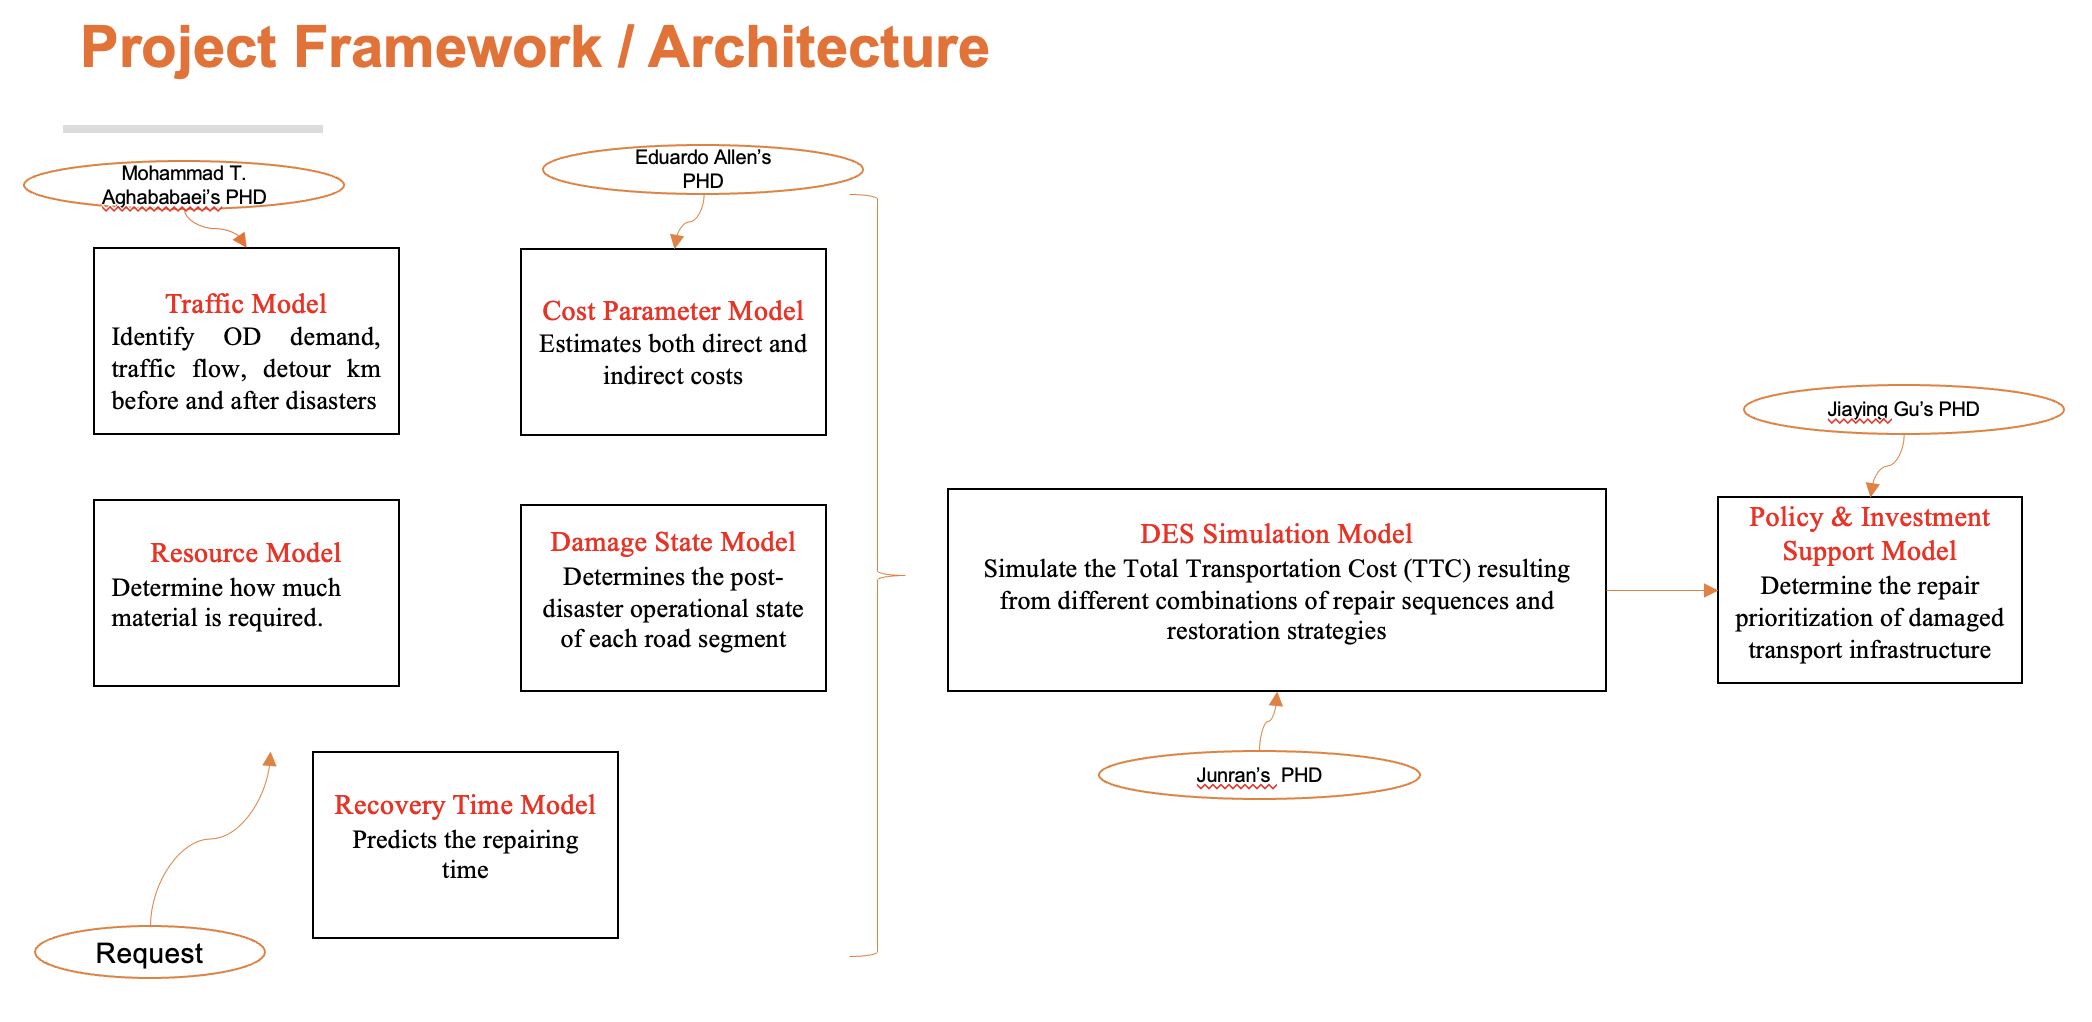 Project Framework / Architecture
Mohammad T.
Aghababaei's PHD
Eduardo Allen's
PHD
Traffic Model
Identify OD demand,
traffic flow, detour km
before and after disasters
Cost Parameter Model
Estimates both direct and
indirect costs
Jiaying Gu's PHD
Resource Model
Determine how much
material is required.
Damage State Model
Determines the post-
disaster operational state
of each road segment
DES Simulation Model
Simulate the Total Transportation Cost (TTC) resulting
from different combinations of repair sequences and
restoration strategies
Policy & Investment
Support Model
Determine the repair
prioritization of damaged
transport infrastructure
Junran's  PHD
Recovery Time Model
Predicts the repairing
time
Request